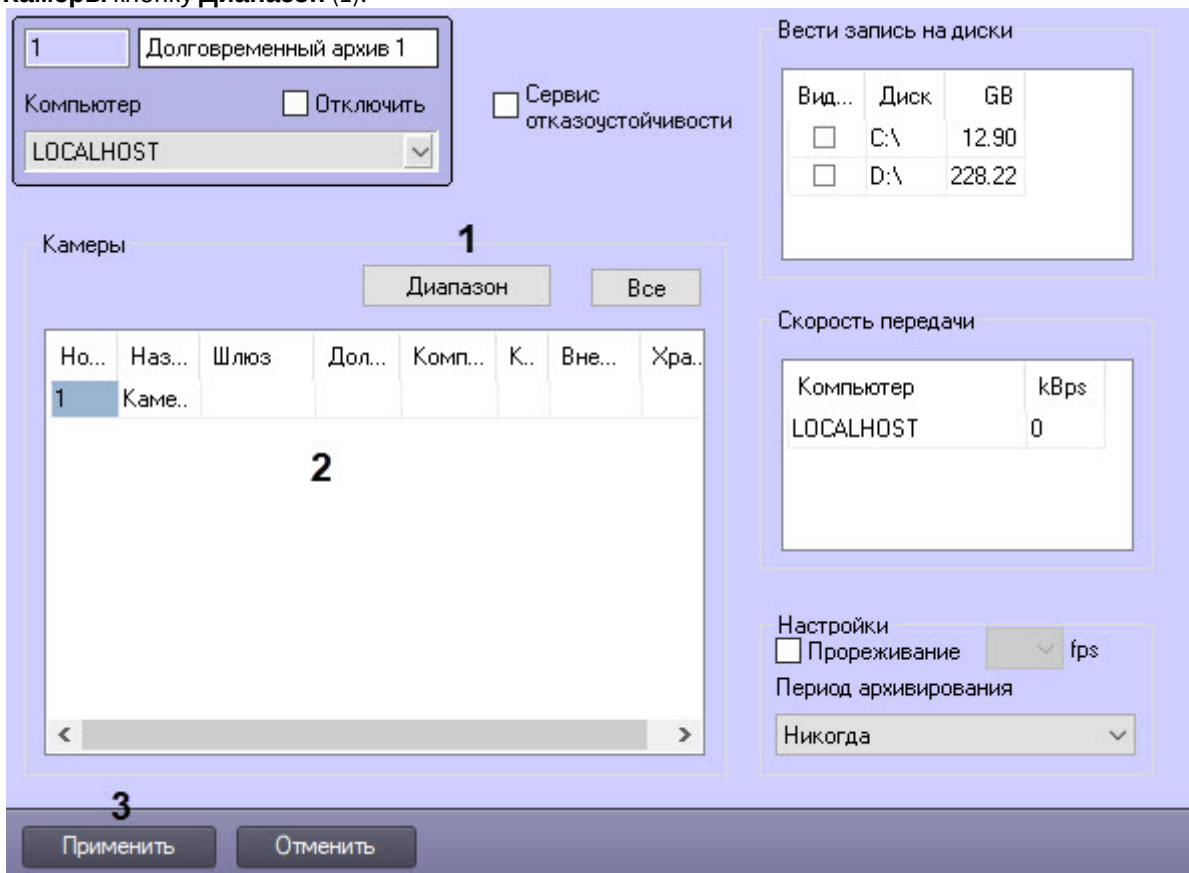 Камеры кнопку Диапазон (1).
1 Долговременный архив 1
Компьютер Отключить
LOCALHOST
Сервис
отказоустойчивости
Вести запись на диски
Вид... Диск GB
C:\ 12.90
D:\ 228.22
Камеры
1
Диапазон Все
Но... Наз... Шлюз Дол... Комп... К.. Вне... Хра..
1 Каме..
2
Скорость передачи
Компьютер kBps
LOCALHOST 0
Настройки
Прореживание fps
Период архивирования
Никогда
3
Применить Отменить